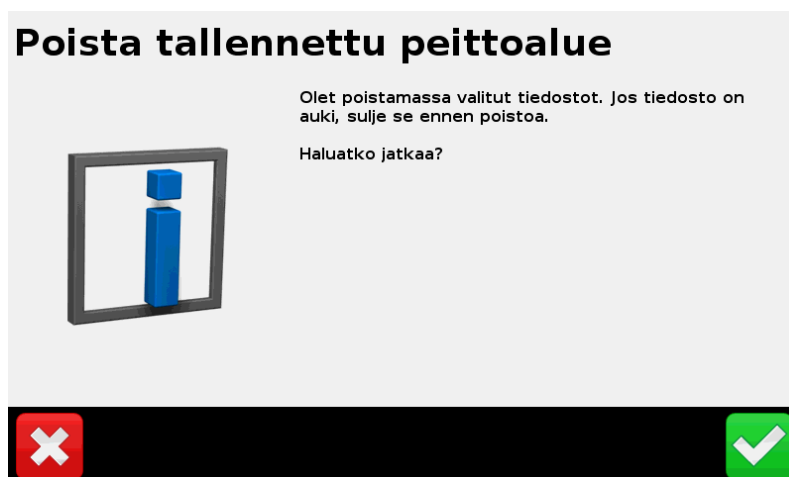 Poista tallennettu peittoalue
Olet poistamassa valitut tiedostot. Jos tiedosto on
auki, sulje se ennen poistoa.
Haluatko jatkaa?